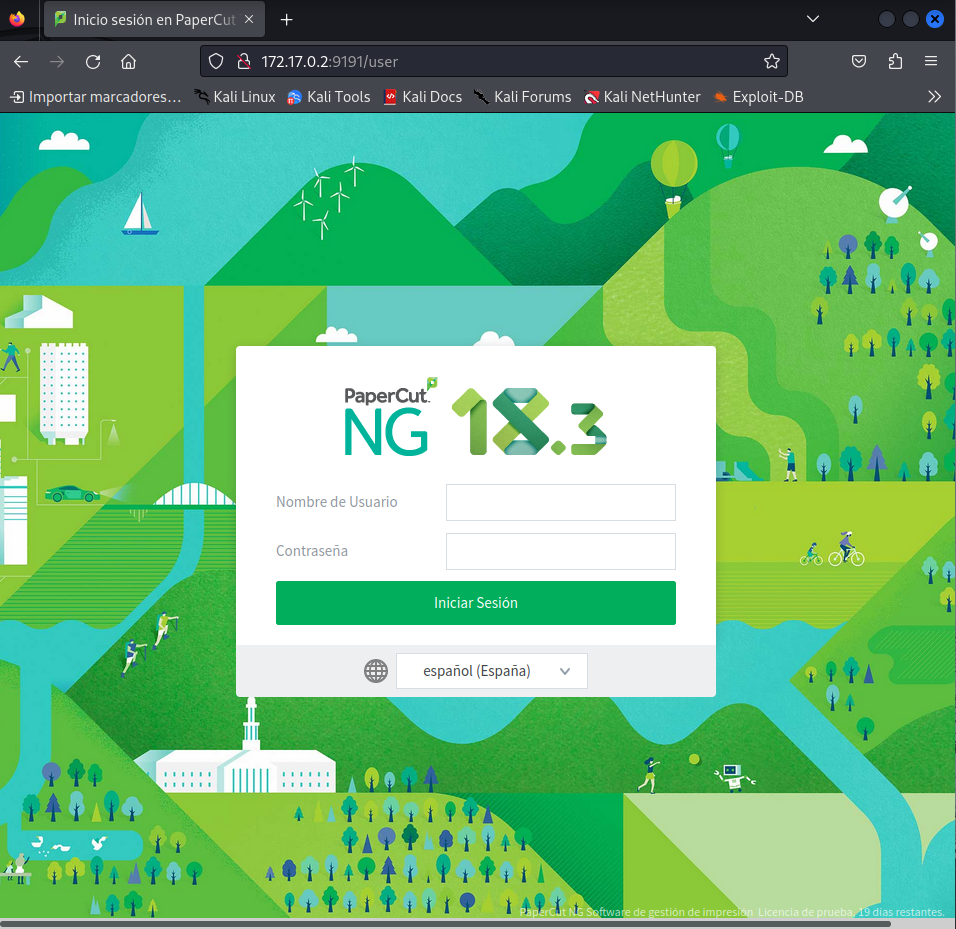 Inicio sesión en PaperCut
172.17.0.2:9191/user
Importar marcadores…
Kali Linux
Kali Tools
Kali Docs
Kali Forums
Kali NetHunter
Exploit-DB
PaperCut
NG 18.3
Nombre de Usuario
Contraseña
Iniciar Sesión
español (España)
PaperCut NG Software de gestión de impresión. Licencia de prueba. 19 días restantes.